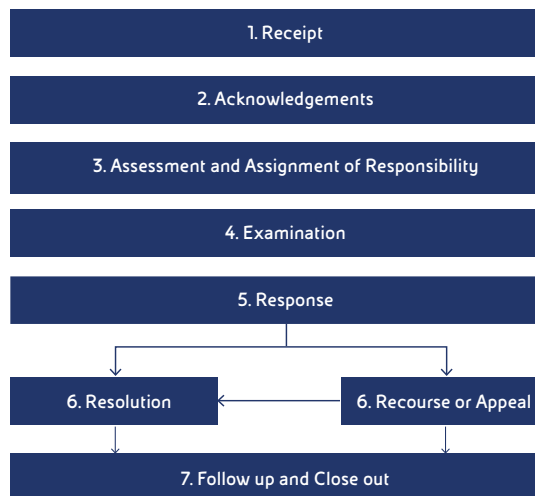 1. Receipt
2. Acknowledgements
3. Assessment and Assignment of Responsibility
4. Examination
5. Response
6. Resolution
6. Recourse or Appeal
7. Follow up and Close out